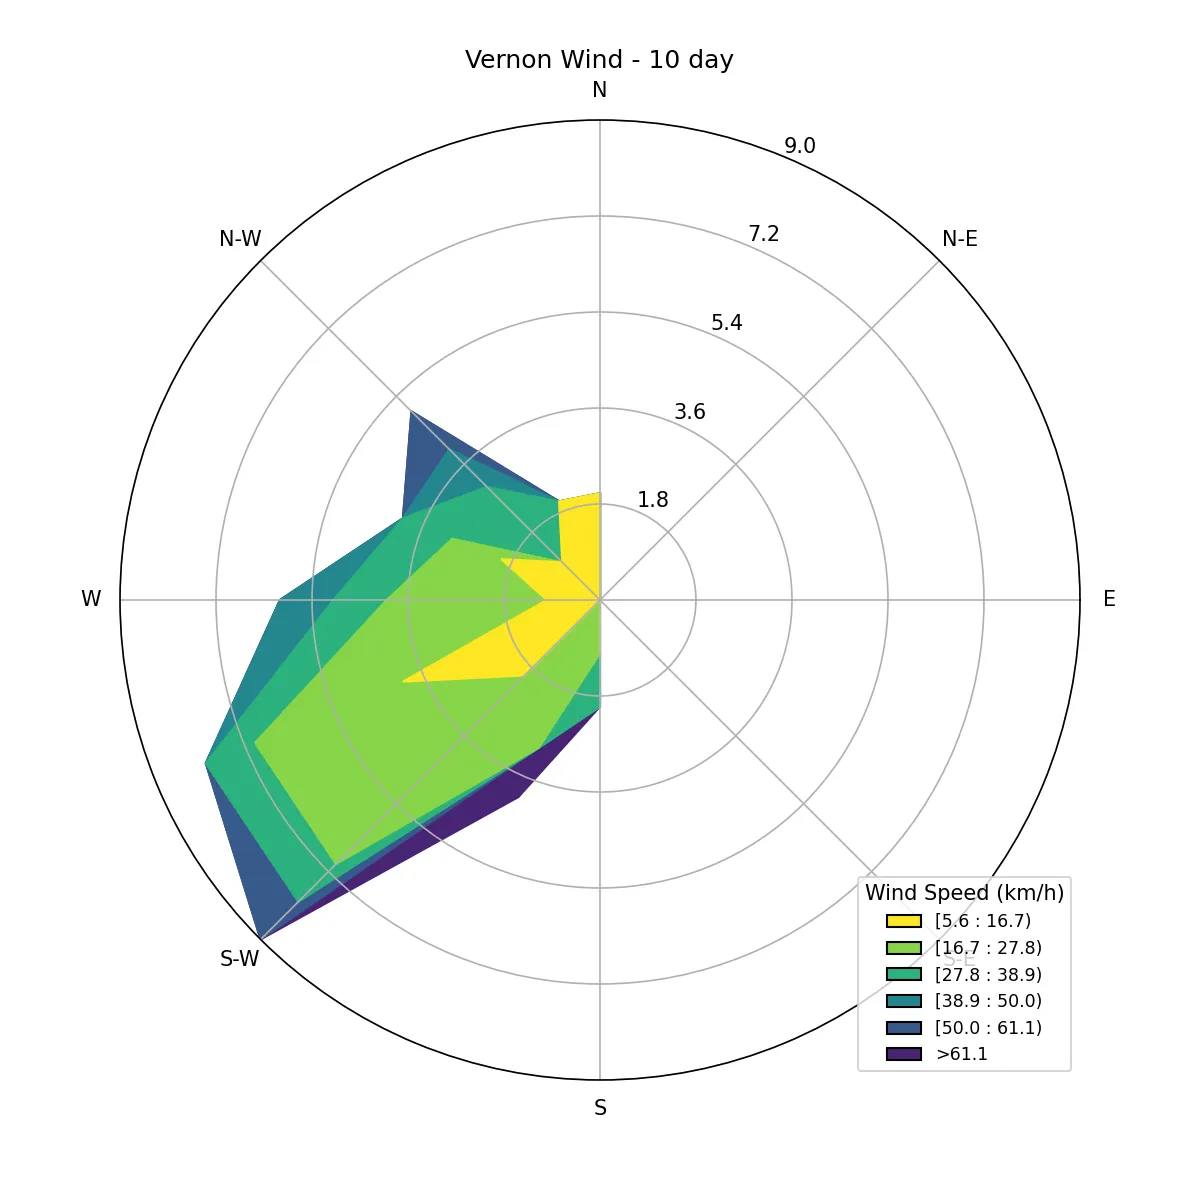 Vernon Wind - 10 day
N
9.0
N-W
7.2
N-E
5.4
3.6
1.8
W
E
S-W
S-E
S
Wind Speed (km/h)
[5.6 : 16.7)
[16.7 : 27.8)
[27.8 : 38.9)
[38.9 : 50.0)
[50.0 : 61.1)
>61.1